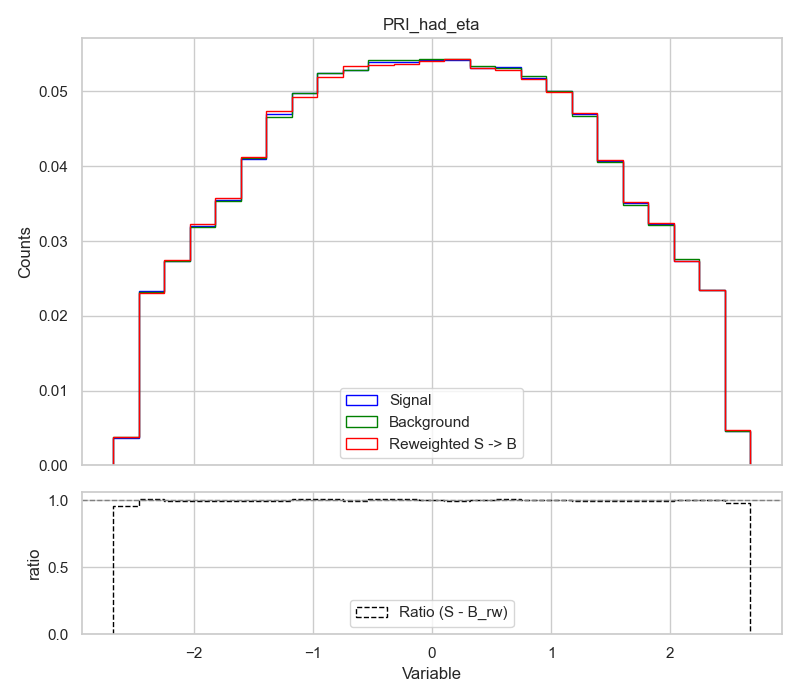 PRI_had_eta
Counts
0.05
0.04
0.03
0.02
0.01
0.00
Signal
Background
Reweighted S -> B
ratio
1.0
0.5
0.0
Ratio (S - B_rw)
−2 −1 0 1 2
Variable